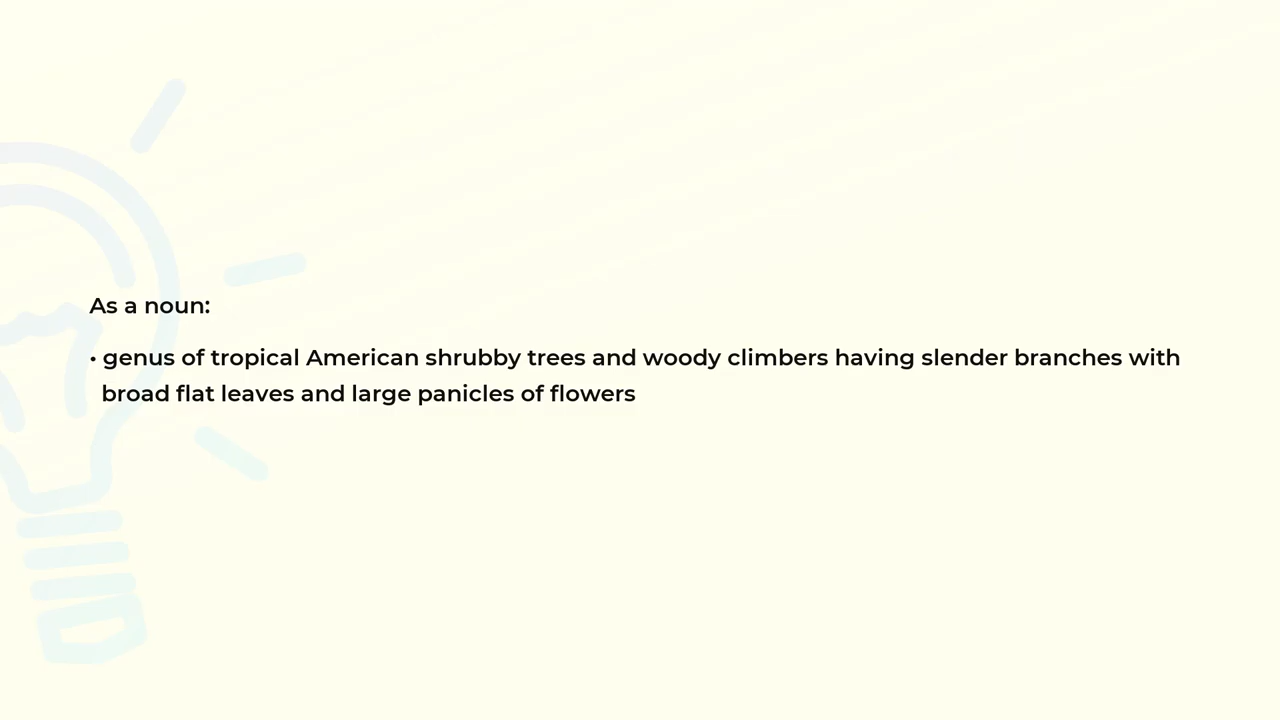 As a noun:
• genus of tropical American shrubby trees and woody climbers having slender branches with
broad flat leaves and large panicles of flowers